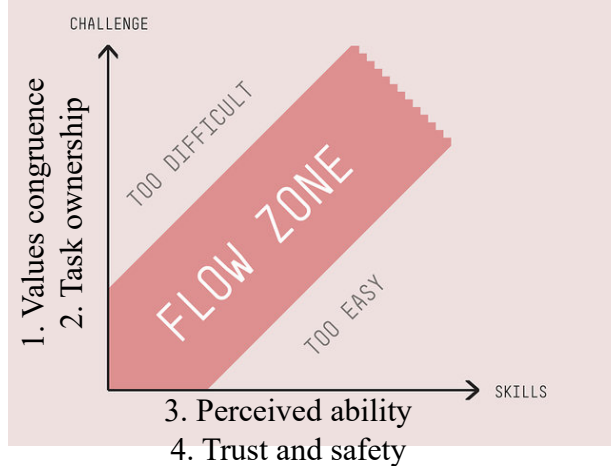 CHALLENGE
1. Values congruence
2. Task ownership
TOO DIFFICULT
FLOW ZONE
TOO EASY
SKILLS
3. Perceived ability
4. Trust and safety